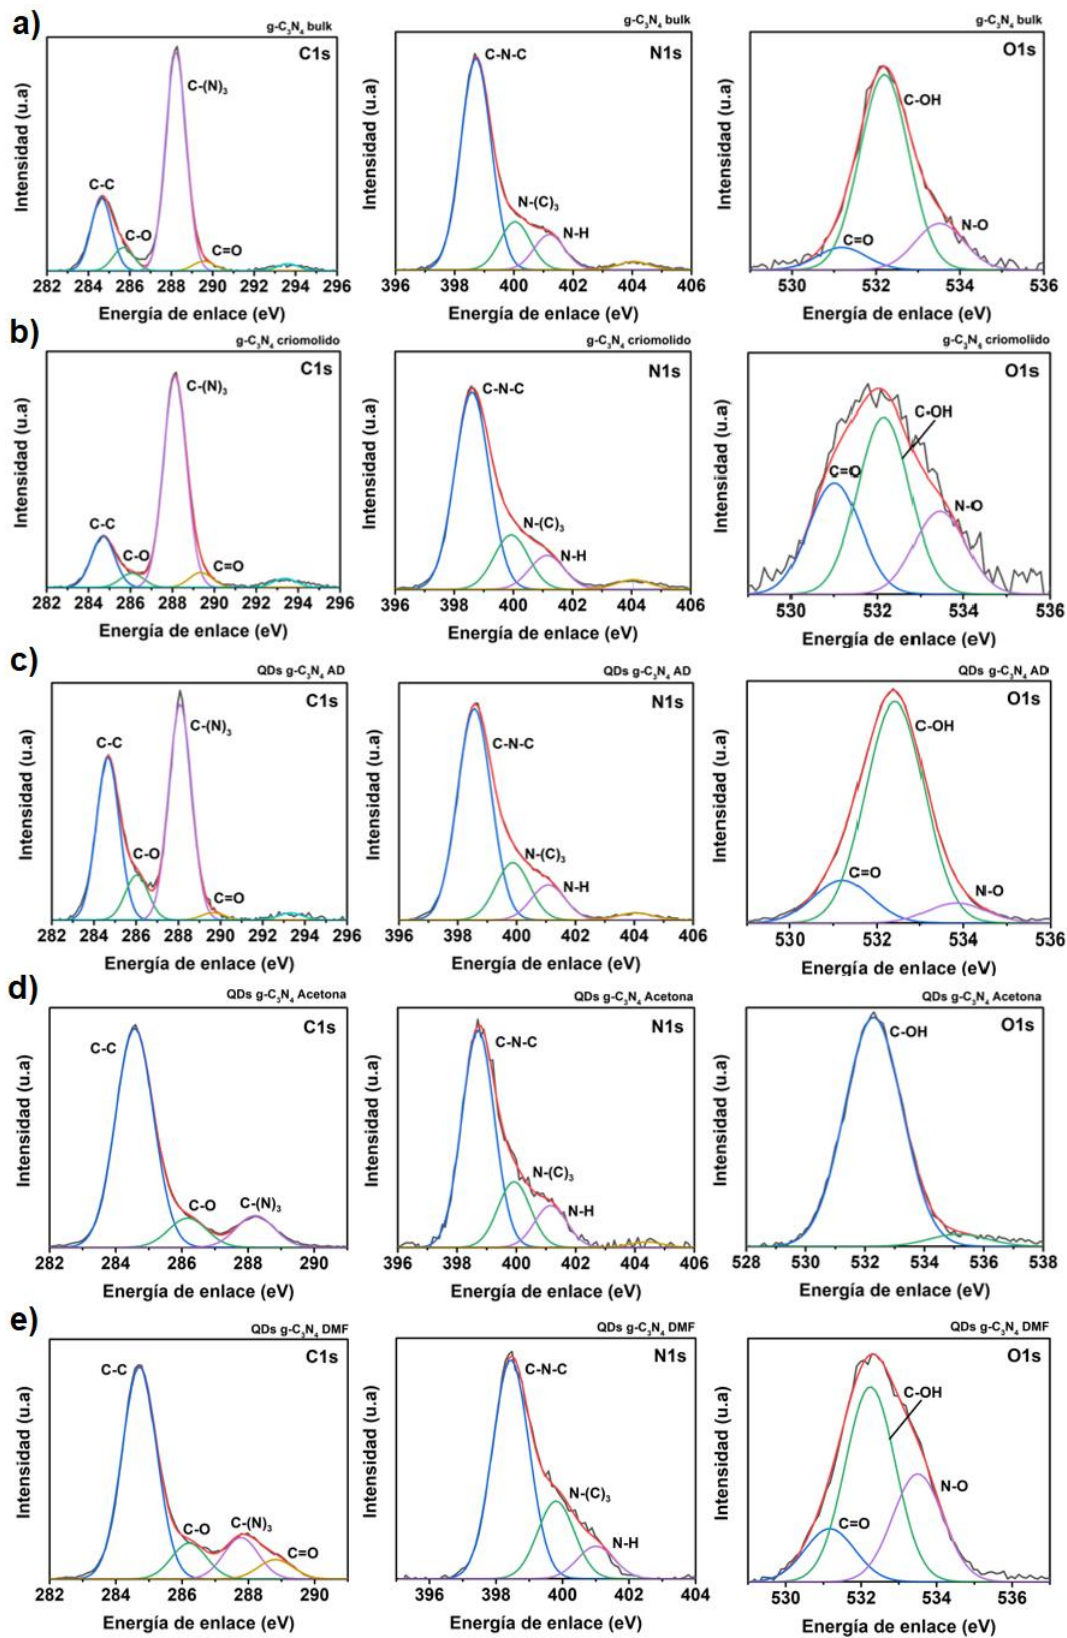 a)
g-C₃N₄ bulk
C1s
C-(N)₃
C-C
C-O
C=O
Intensidad (u.a)
282 284 286 288 290 292 294 296
Energía de enlace (eV)
g-C₃N₄ bulk
N1s
C-N-C
N-(C)₃
N-H
Intensidad (u.a)
396 398 400 402 404 406
Energía de enlace (eV)
g-C₃N₄ bulk
O1s
C-OH
N-O
C=O
Intensidad (u.a)
530 532 534 536
Energía de enlace (eV)
b)
g-C₃N₄ criomolido
C1s
C-(N)₃
C-C
C-O
C=O
Intensidad (u.a)
282 284 286 288 290 292 294 296
Energía de enlace (eV)
g-C₃N₄ criomolido
N1s
C-N-C
N-(C)₃
N-H
Intensidad (u.a)
396 398 400 402 404 406
Energía de enlace (eV)
g-C₃N₄ criomoliido
O1s
C-OH
C=O
N-O
Intensidad (u.a)
530 532 534 536
Energía de enlace (eV)
c)
QDs g-C₃N₄ AD
C1s
C-(N)₃
C-C
C-O
C=O
Intensidad (u.a)
282 284 286 288 290 292 294 296
Energía de enlace (eV)
QDs g-C₃N₄ AD
N1s
C-N-C
N-(C)₃
N-H
Intensidad (u.a)
396 398 400 402 404 406
Energía de enlace (eV)
QDs g-C₃N₄ AD
O1s
C-OH
C=O
N-O
Intensidad (u.a)
530 532 534 536
Energía de enlace (eV)
d)
QDs g-C₃N₄ Acetona
C1s
C-C
C-O
C-(N)₃
Intensidad (u.a)
282 284 286 288 290
Energía de enlace (eV)
QDs g-C₃N₄ Acetona
N1s
C-N-C
N-(C)₃
N-H
Intensidad (u.a)
396 398 400 402 404 406
Energía de enlace (eV)
QDs g-C₃N₄ Acetona
O1s
C-OH
Intensidad (u.a)
528 530 532 534 536 538
Energía de enlace (eV)
e)
QDs g-C₃N₄ DMF
C1s
C-C
C-O
C-(N)₃
C=O
Intensidad (u.a)
282 284 286 288 290
Energía de enlace (eV)
QDs g-C₃N₄ DMF
N1s
C-N-C
N-(C)₃
N-H
Intensidad (u.a)
396 398 400 402 404
Energía de enlace (eV)
QDs g-C₃N₄ DMF
O1s
C-OH
N-O
C=O
Intensidad (u.a)
530 532 534 536
Energía de enlace (eV)